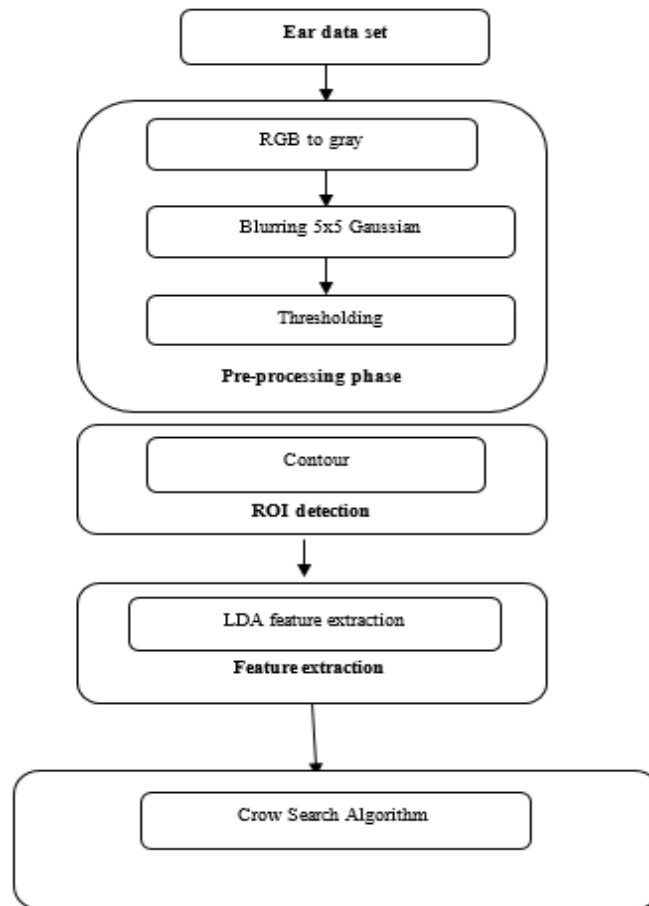 Ear data set
RGB to gray
Blurring 5x5 Gaussian
Thresholding
Pre-processing phase
Contour
ROI detection
LDA feature extraction
Feature extraction
Crow Search Algorithm